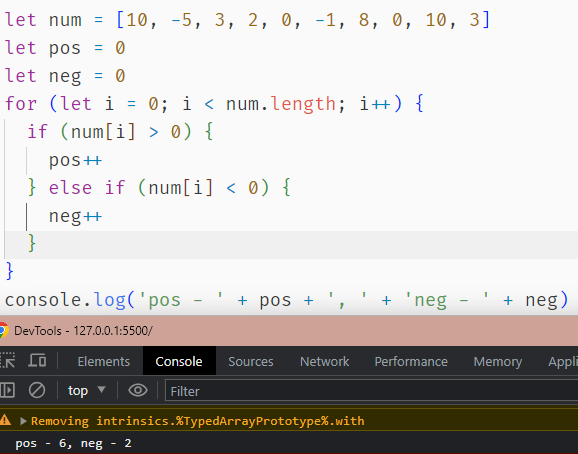 let num = [10, -5, 3, 2, 0, -1, 8, 0, 10, 3]
let pos = 0
let neg = 0
for (let i = 0; i < num.length; i++) {
if (num[i] > 0) {
pos++
} else if (num[i] < 0) {
neg++
}
}
console.log('pos - ' + pos + ', ' + 'neg - ' + neg)
DevTools - 127.0.0.1:5500/
Elements Console Sources Network Performance Memory Appli
top Filter
Removing intrinsics.%TypedArrayPrototype%.with
pos - 6, neg - 2